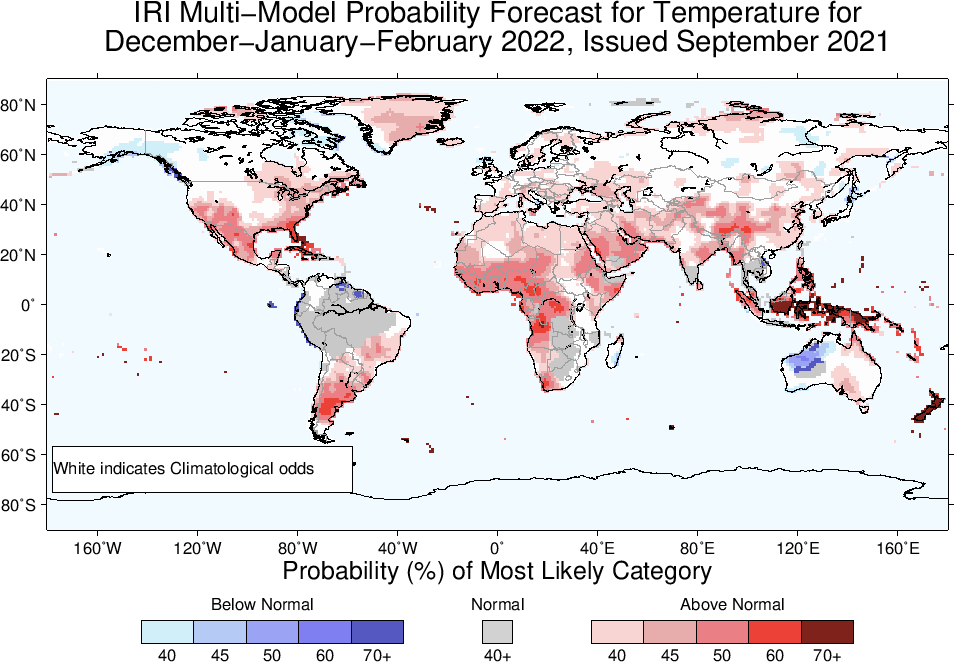 IRI Multi−Model Probability Forecast for Temperature for
December−January−February 2022, Issued September 2021
80˚N
60˚N
40˚N
20˚N
0˚
20˚S
40˚S
60˚S
80˚S
White indicates Climatological odds
160˚W 120˚W 80˚W 40˚W 0˚ 40˚E 80˚E 120˚E 160˚E
Probability (%) of Most Likely Category
Below Normal Normal Above Normal
40 45 50 60 70+ 40+ 40 45 50 60 70+